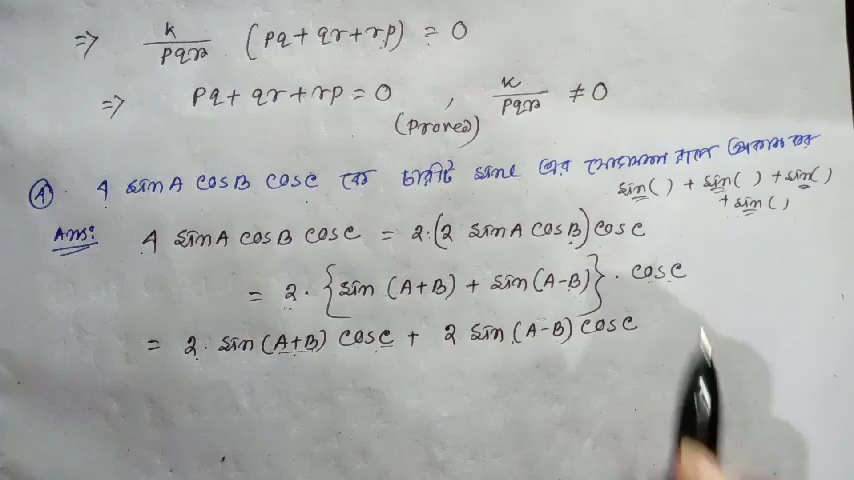 => k/pqr (pq + qr + rp) = 0
=> pq + qr + rp = 0 , k/pqr ≠ 0
(Proved)
④. 4 sinA cosB cosC কে চারটি sine এর যোগফল রূপে প্রকাশ কর
sin( ) + sin( ) + sin( )
+ sin( )
Ans: 4 sinA cosB cosC = 2.(2 sinA cosB) cosC
= 2. {sin (A+B) + sin(A-B)} . cosC
= 2. sin(A+B) cosC + 2 sin(A-B) cosC